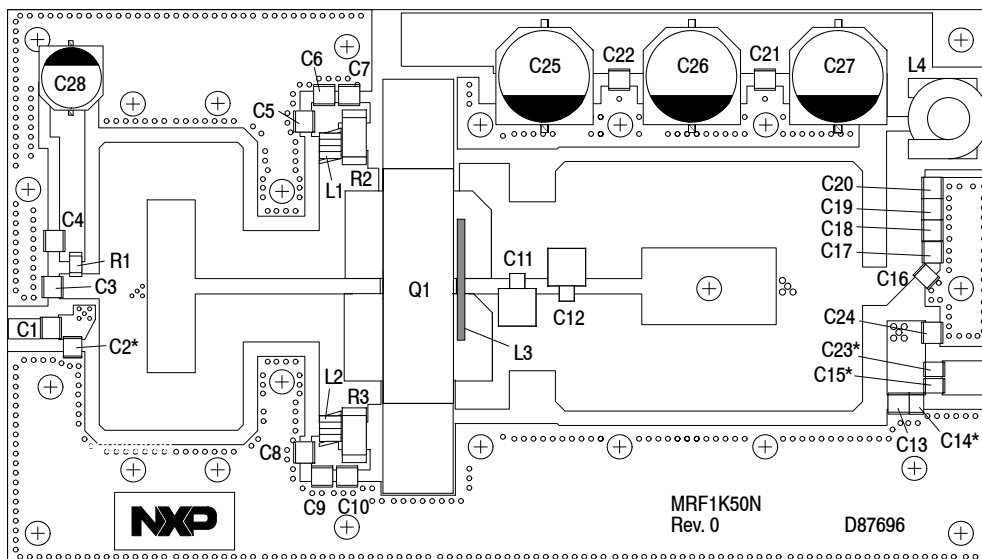 C28
C6
C7
C5
L1
R2
C25
C22
C26
C21
C27
L4
C4
R1
C3
C1
C2*
Q1
C11
C12
L3
C20
C19
C18
C17
C16
C24
C23*
C15*
C13
C14*
L2
R3
C8
C9
C10
NXP
MRF1K50N
Rev. 0
D87696